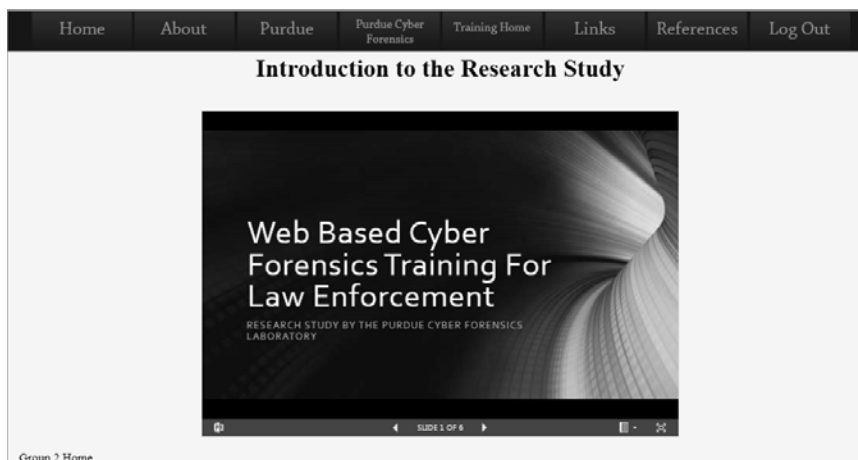 Home About Purdue Purdue Cyber Forensics Training Home Links References Log Out
Introduction to the Research Study
Web Based Cyber
Forensics Training For
Law Enforcement
RESEARCH STUDY BY THE PURDUE CYBER FORENSICS
LABORATORY
SLIDE 1 OF 6
Group 2 Home